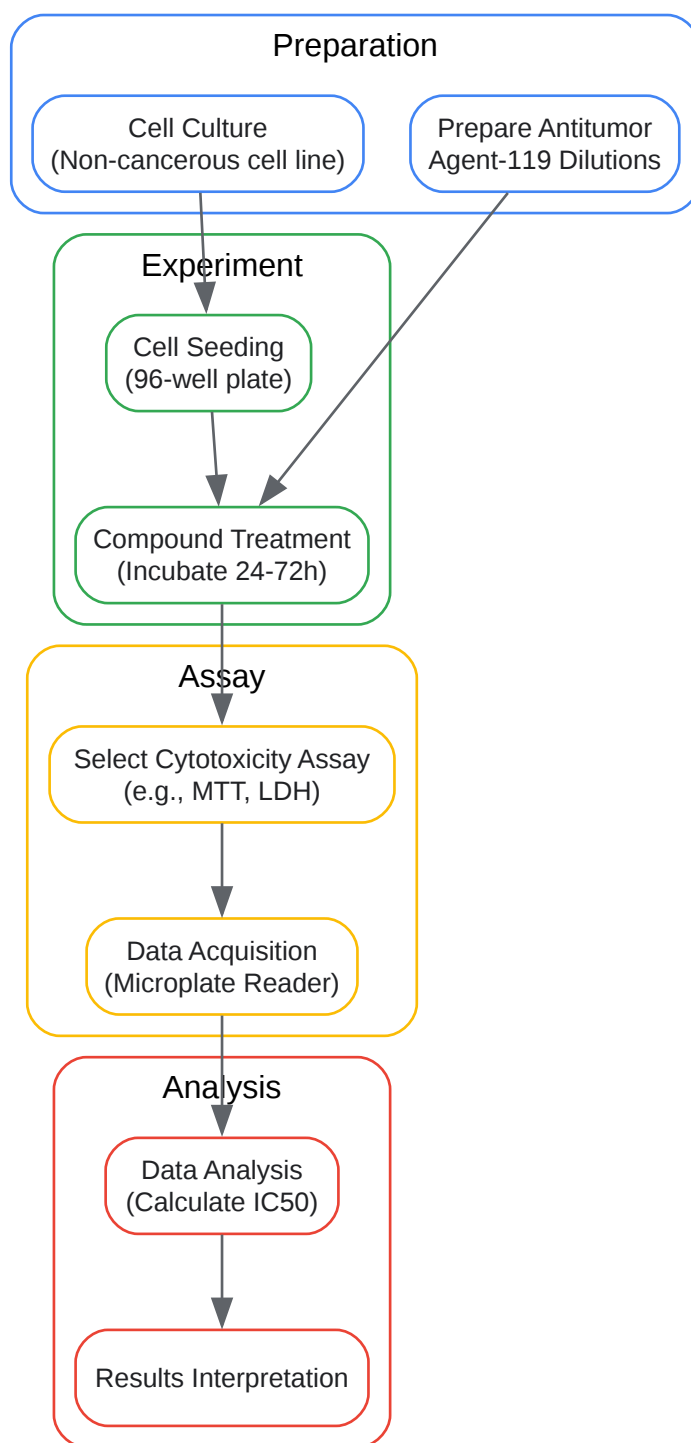 Preparation
Cell Culture
(Non-cancerous cell line)
Prepare Antitumor
Agent-119 Dilutions
Experiment
Cell Seeding
(96-well plate)
Compound Treatment
(Incubate 24-72h)
Assay
Select Cytotoxicity Assay
(e.g., MTT, LDH)
Data Acquisition
(Microplate Reader)
Analysis
Data Analysis
(Calculate IC50)
Results Interpretation